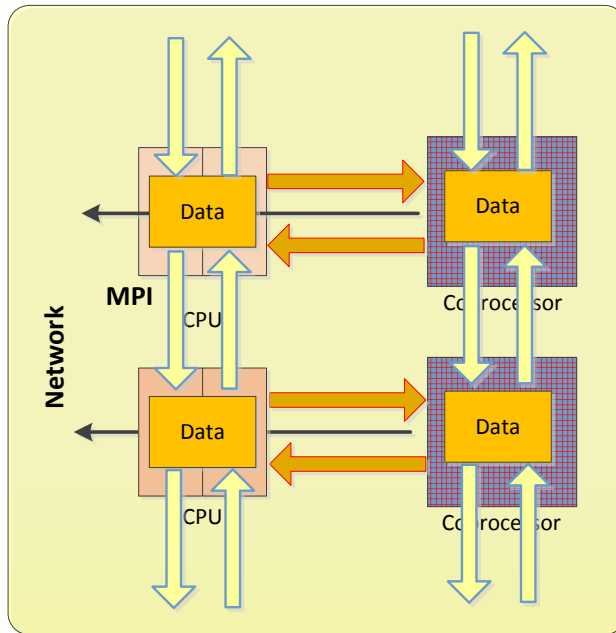 Data
Data
MPI
CPU
Coprocessor
Network
Data
Data
CPU
Coprocessor